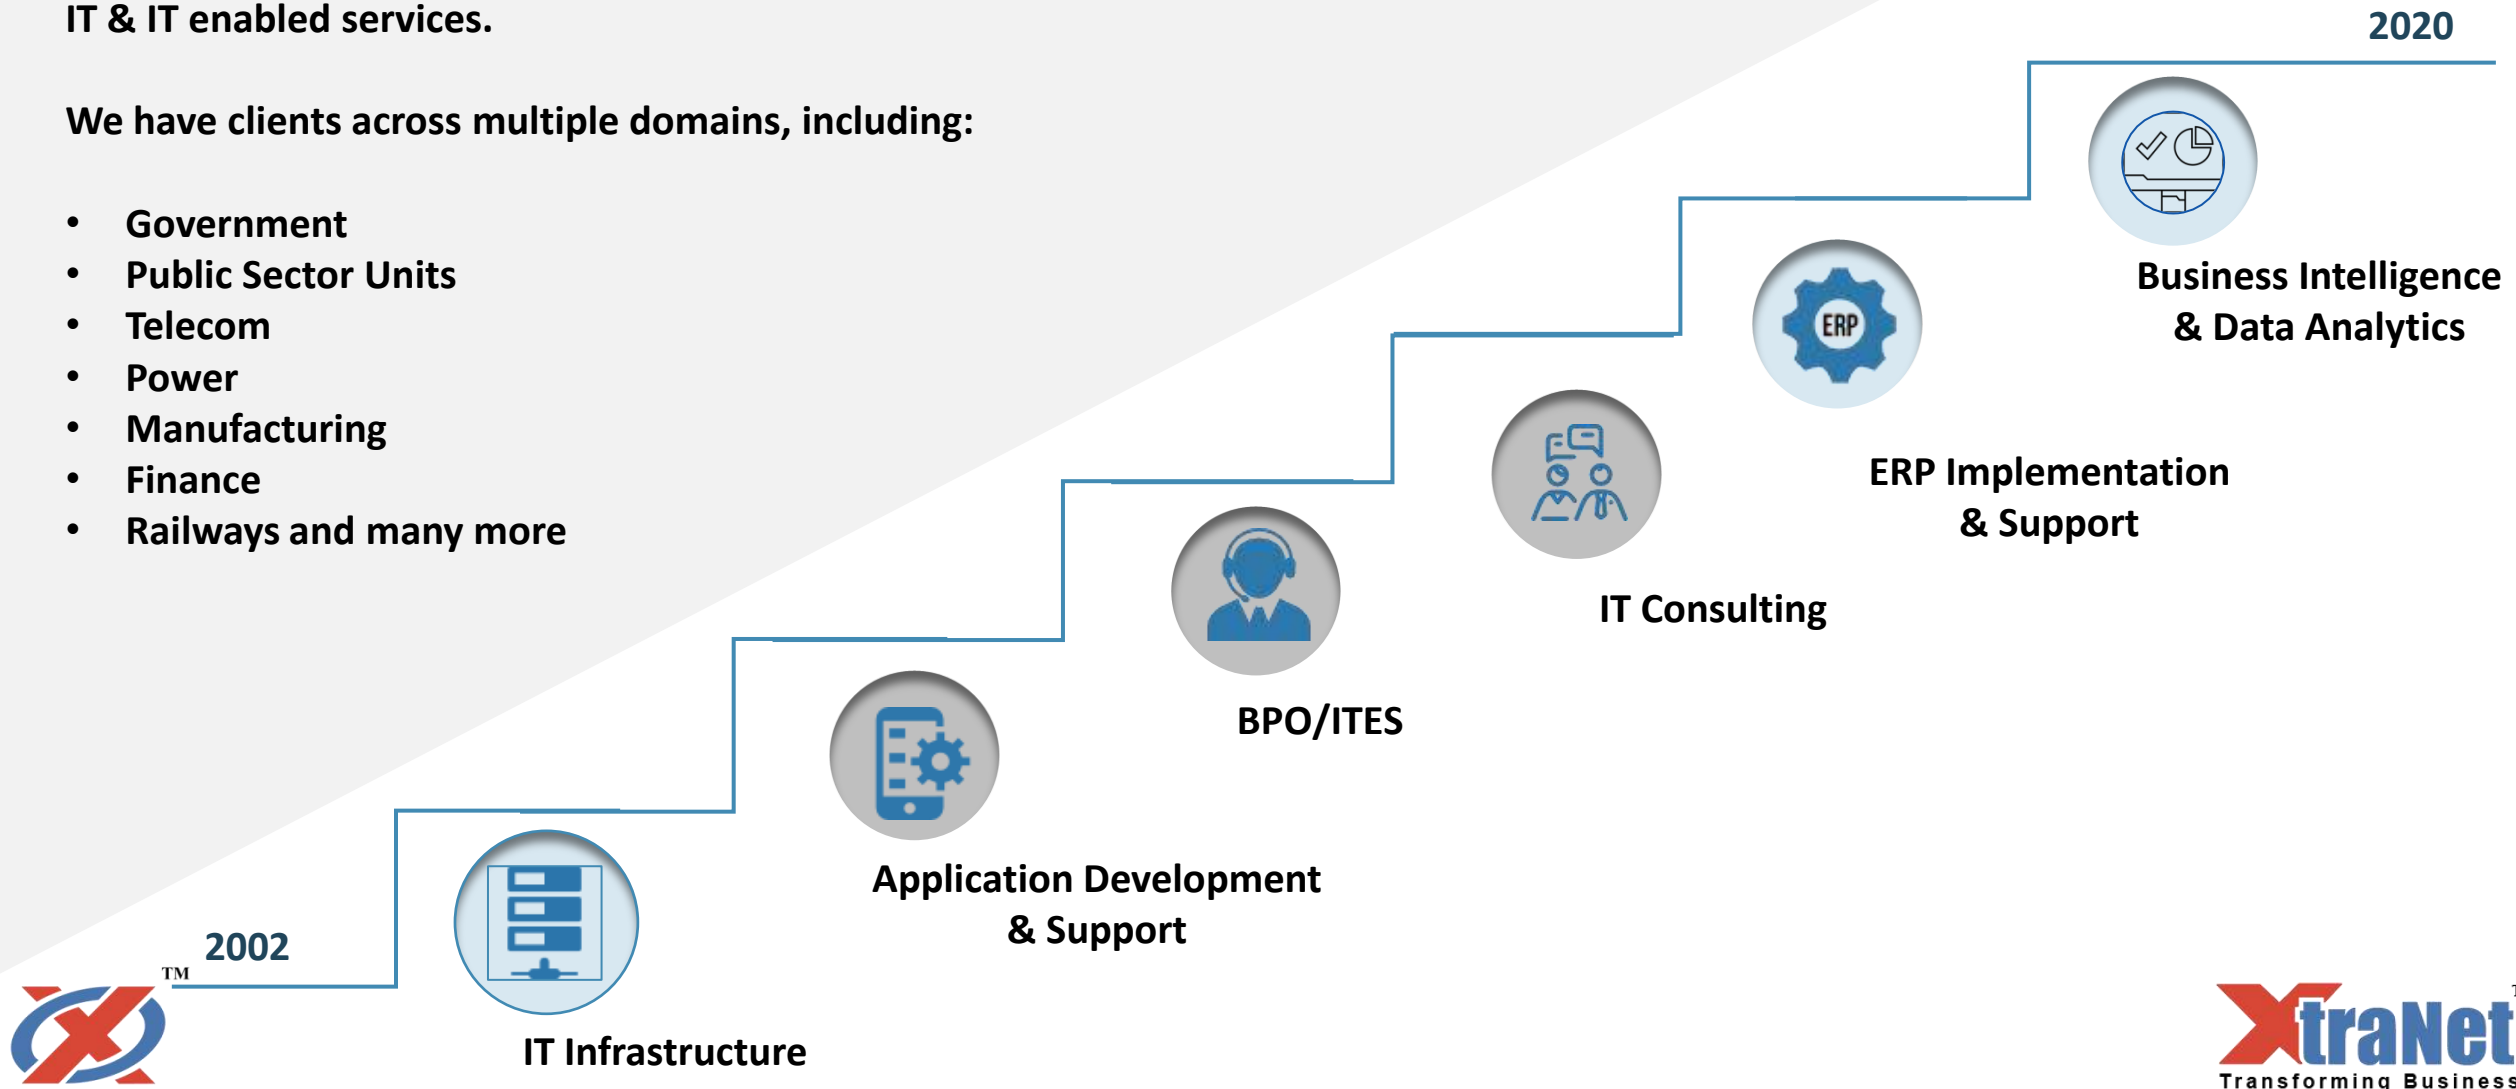 IT & IT enabled services.
We have clients across multiple domains, including:
• Government
• Public Sector Units
• Telecom
• Power
• Manufacturing
• Finance
• Railways and many more
2020
Business Intelligence
& Data Analytics
ERP
ERP Implementation
& Support
IT Consulting
BPO/ITES
Application Development
& Support
2002
IT Infrastructure
TM
XtraNet
Transforming Business